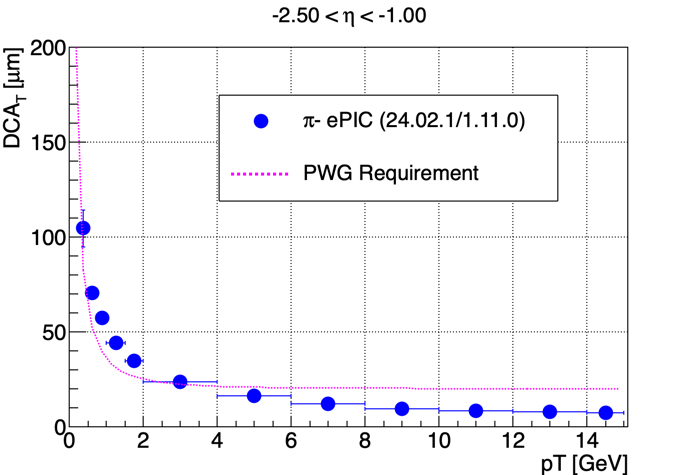 -2.50 < η < -1.00
DCA_T [μm]
200
150
100
50
0
π- ePIC (24.02.1/1.11.0)
PWG Requirement
0 2 4 6 8 10 12 14
pT [GeV]